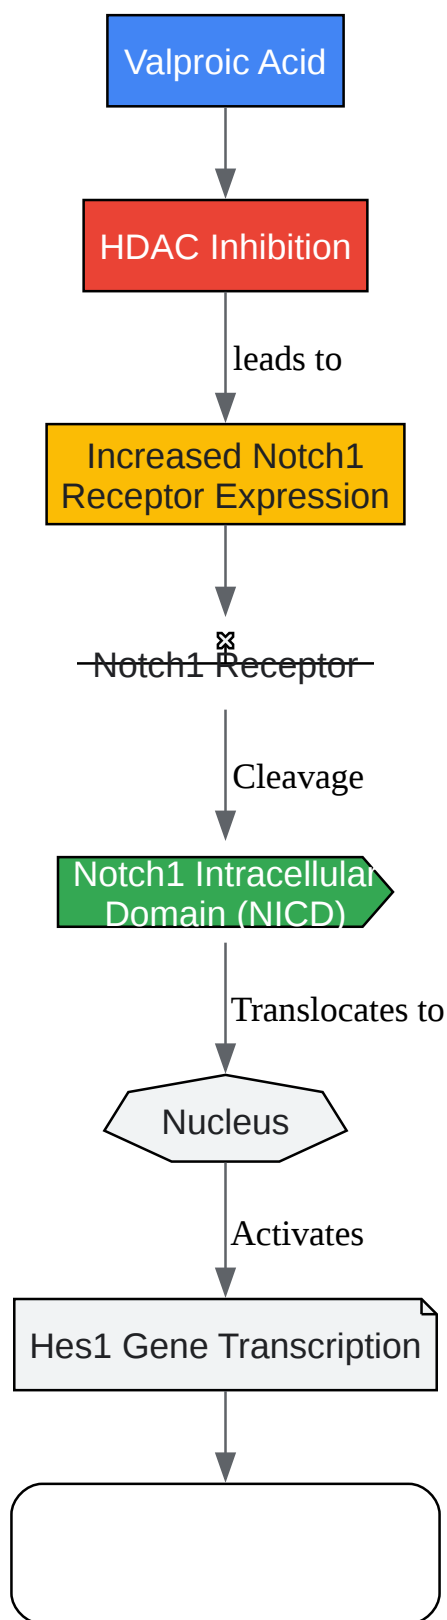 Valproic Acid
HDAC Inhibition
leads to
Increased Notch1
Receptor Expression
Notch1 Receptor
Cleavage
Notch1 Intracellular
Domain (NICD)
Translocates to
Nucleus
Activates
Hes1 Gene Transcription